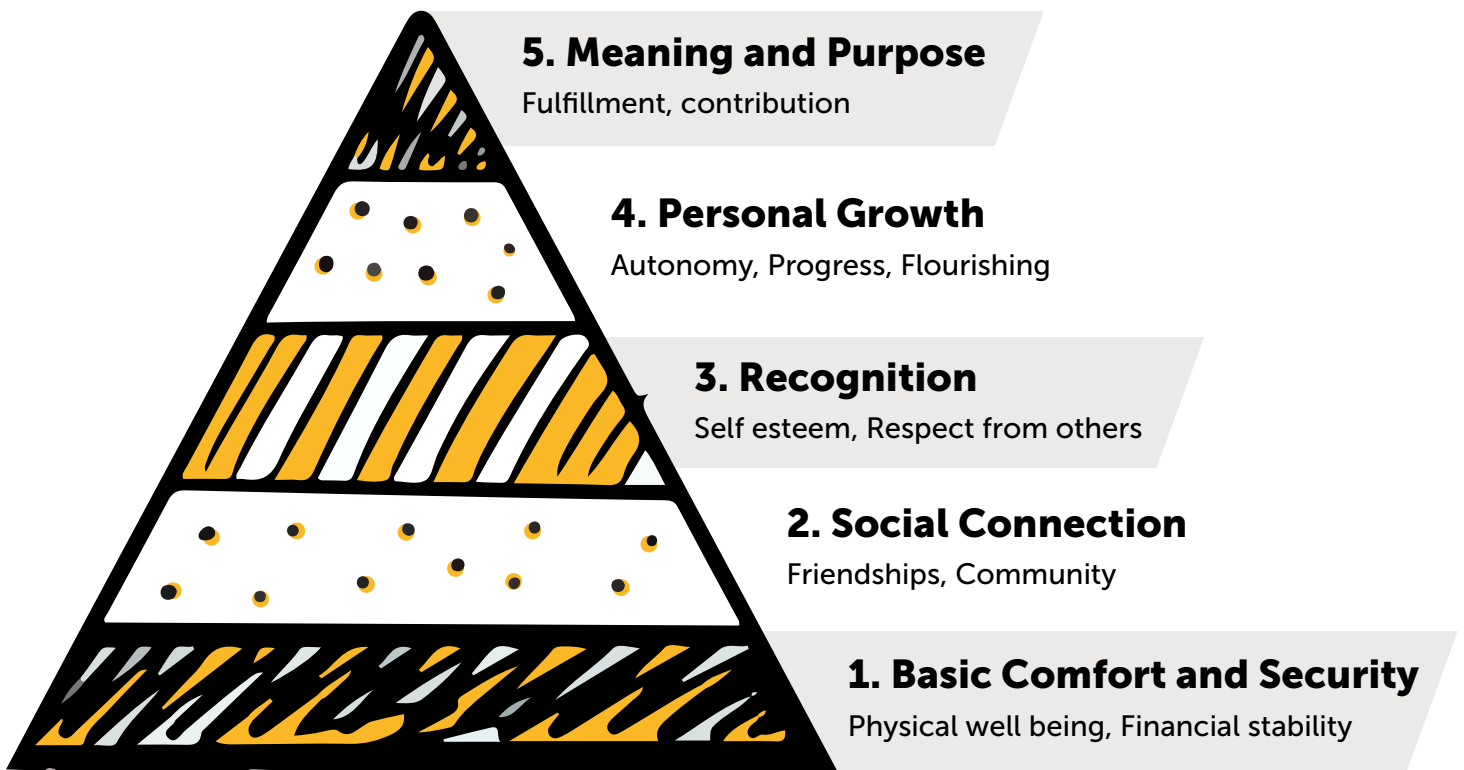 5. Meaning and Purpose
Fulfillment, contribution
4. Personal Growth
Autonomy, Progress, Flourishing
3. Recognition
Self esteem, Respect from others
2. Social Connection
Friendships, Community
1. Basic Comfort and Security
Physical well being, Financial stability